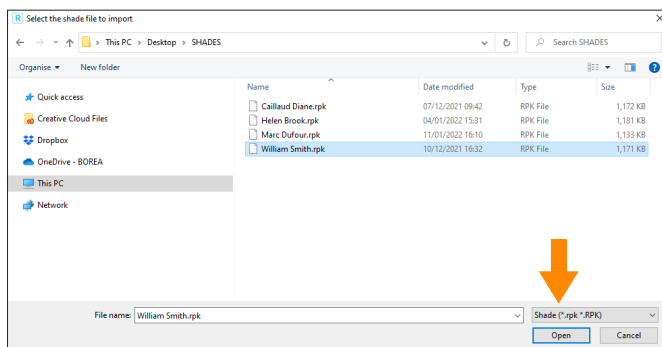 R Select the shade file to import
This PC > Desktop > SHADES
Search SHADES
Organise New folder
Name Date modified Type Size
Quick access
Creative Cloud Files
Dropbox
OneDrive - BOREA
This PC
Network
Caillaud Diane.rpk 07/12/2021 09:42 RPK File 1,172 KB
Helen Brook.rpk 04/01/2022 15:31 RPK File 1,181 KB
Marc Dufour.rpk 11/01/2022 16:10 RPK File 1,133 KB
William Smith.rpk 10/12/2021 16:32 RPK File 1,171 KB
File name: William Smith.rpk Shade (*.rpk *.RPK)
Open Cancel